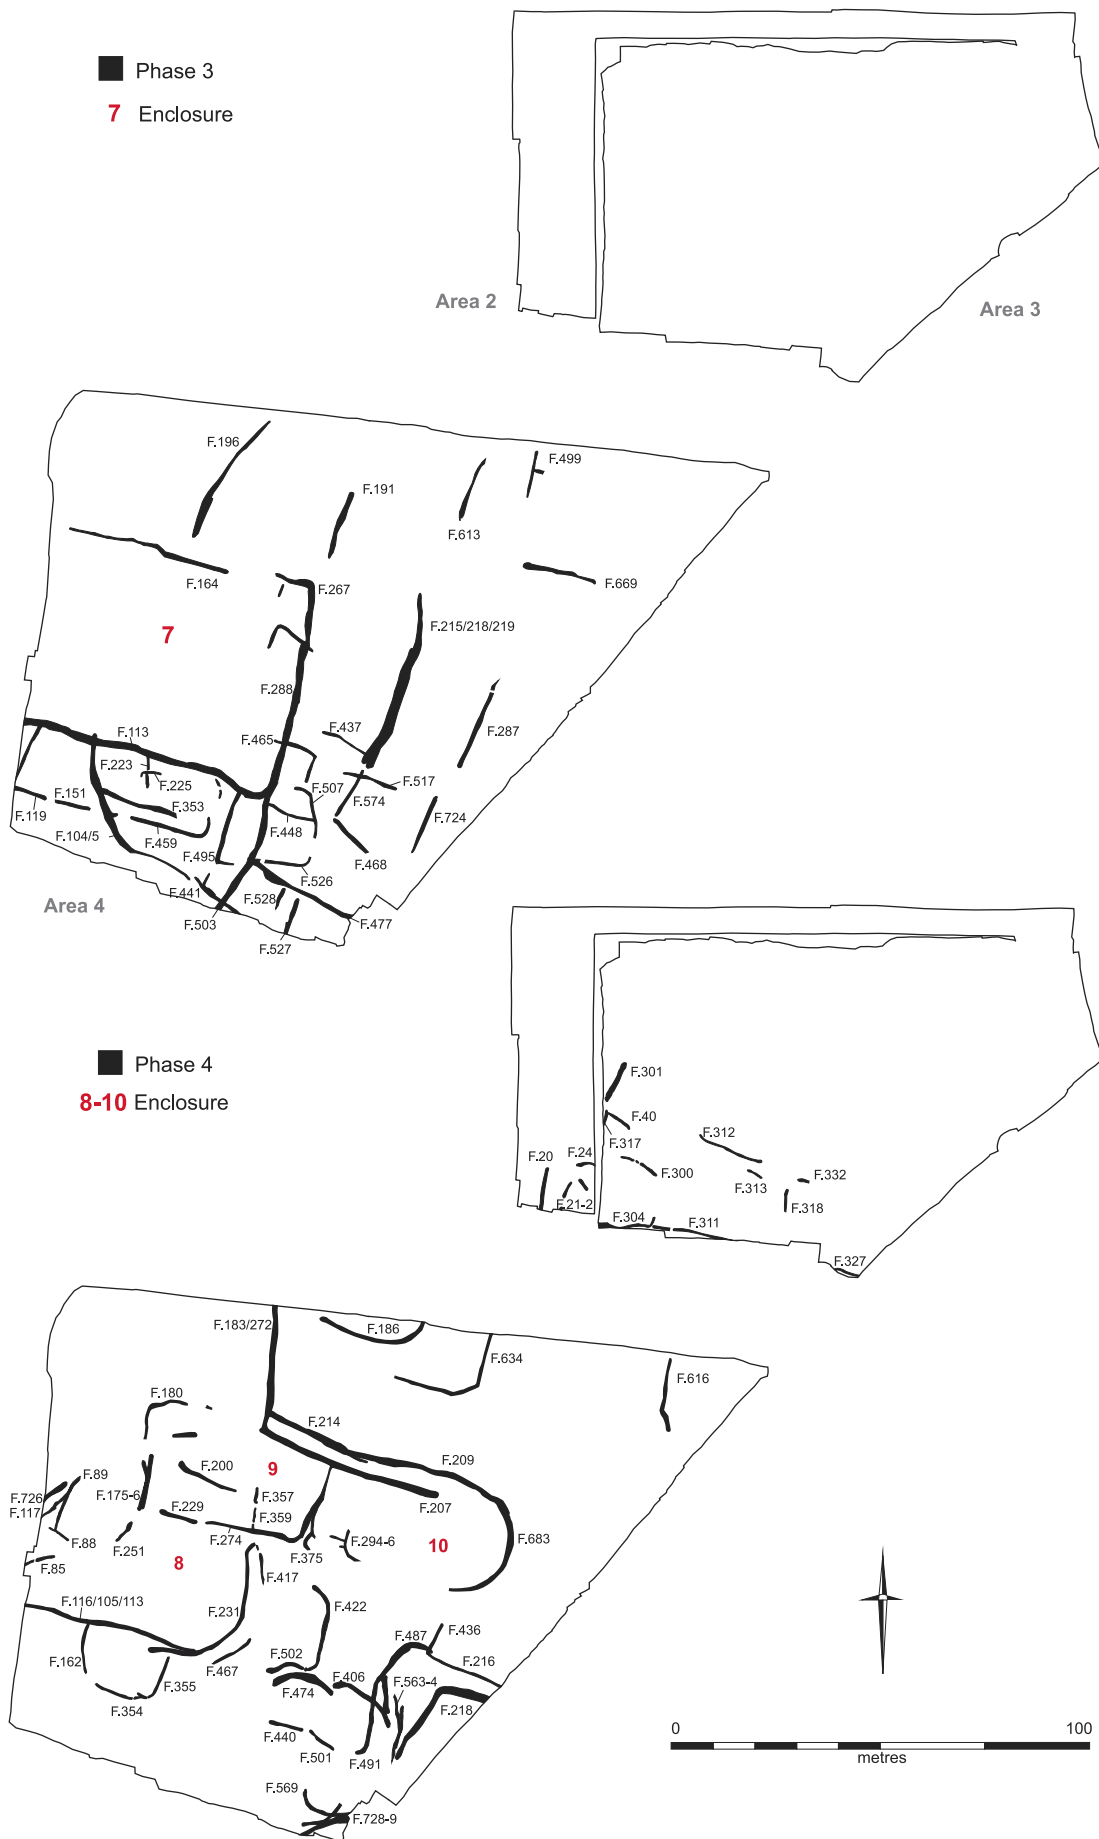 Phase 3
7 Enclosure
Area 2
Area 3
F.196
F.499
F.191
F.613
F.164
F.267
F.669
7
F.215/218/219
F.288
F.113
F.465
F.437
F.287
F.223
F.225
F.517
F.151
F.507
F.574
F.119
F.353
F.724
F.104/5
F.459
F.448
F.495
F.468
F.526
F.441
F.528
Area 4
F.503
F.477
F.527
Phase 4
8-10 Enclosure
F.301
F.40
F.312
F.317
F.20
F.24
F.300
F.313
F.332
F.21-2
F.318
F.304
F.311
F.327
F.183/272
F.186
F.634
F.616
F.180
F.214
F.209
F.89
F.200
9
F.726
F.175-6
F.357
F.117
F.229
F.359
F.207
F.88
F.251
F.274
F.375
F.294-6
10
F.683
F.85
8
F.417
F.116/105/113
F.231
F.422
F.487
F.436
F.162
F.467
F.502
F.216
F.355
F.406
F.563-4
F.354
F.474
F.218
F.440
F.501
F.491
F.569
F.728-9
0 100
metres